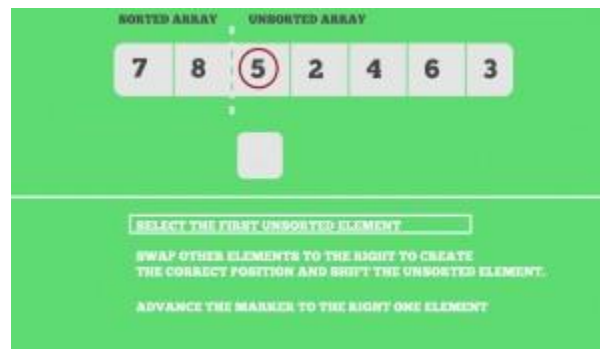 SORTED ARRAY UNSORTED ARRAY
7 8 5 2 4 6 3
SELECT THE FIRST UNSORTED ELEMENT
SWAP OTHER ELEMENTS TO THE RIGHT TO CREATE
THE CORRECT POSITION AND SHIFT THE UNSORTED ELEMENT.
ADVANCE THE MARKER TO THE RIGHT ONE ELEMENT